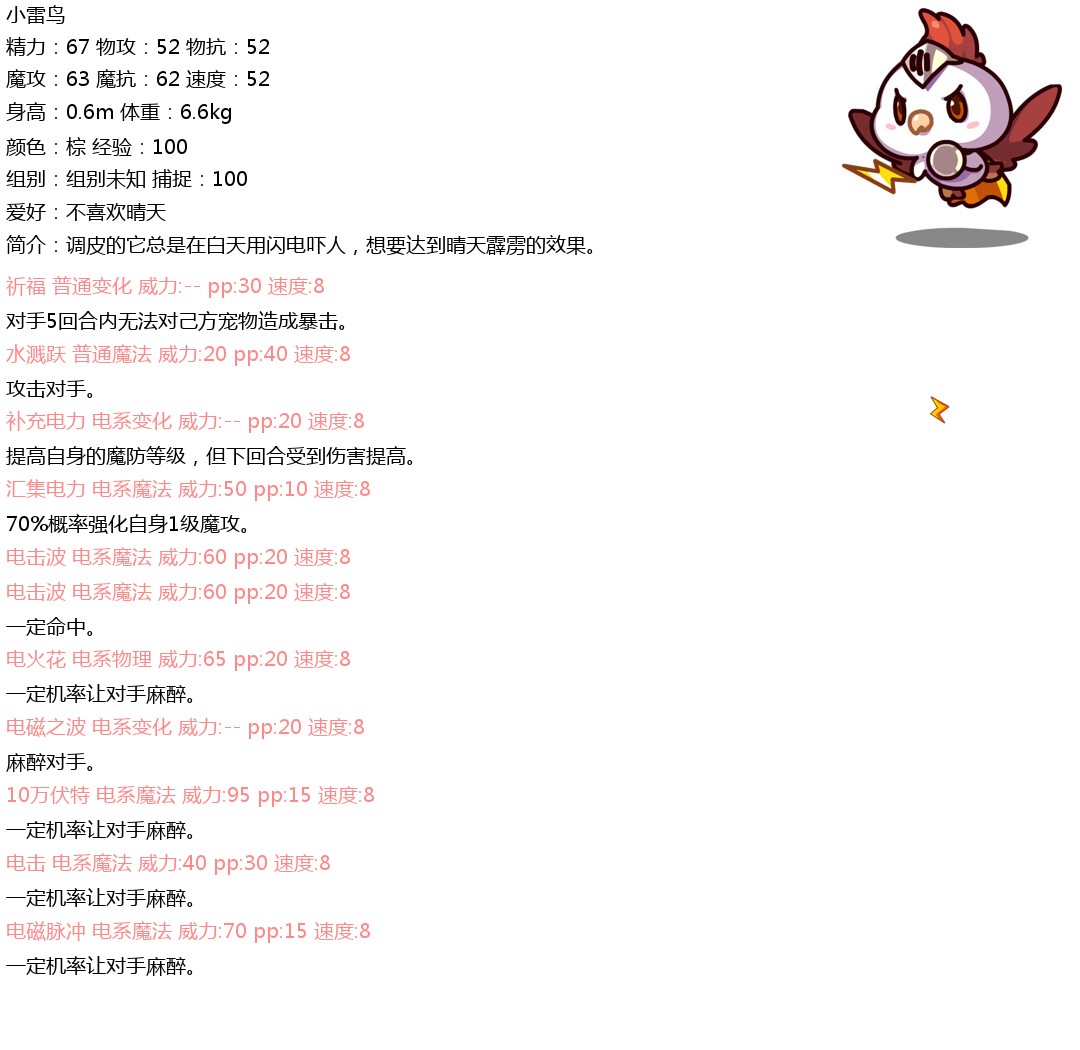 小雷鸟
精力：67 物攻：52 物抗：52
魔攻：63 魔抗：62 速度：52
身高：0.6m 体重：6.6kg
颜色：棕 经验：100
组别：组别未知 捕捉：100
爱好：不喜欢晴天
简介：调皮的它总是在白天用闪电吓人，想要达到晴天霹雳的效果。
祈福 普通变化 威力:-- pp:30 速度:8
对手5回合内无法对己方宠物造成暴击。
水溅跃 普通魔法 威力:20 pp:40 速度:8
攻击对手。
补充电力 电系变化 威力:-- pp:20 速度:8
提高自身的魔防等级，但下回合受到伤害提高。
汇集电力 电系魔法 威力:50 pp:10 速度:8
70%概率强化自身1级魔攻。
电击波 电系魔法 威力:60 pp:20 速度:8
电击波 电系魔法 威力:60 pp:20 速度:8
一定命中。
电火花 电系物理 威力:65 pp:20 速度:8
一定机率让对手麻醉。
电磁之波 电系变化 威力:-- pp:20 速度:8
麻醉对手。
10万伏特 电系魔法 威力:95 pp:15 速度:8
一定机率让对手麻醉。
电击 电系魔法 威力:40 pp:30 速度:8
一定机率让对手麻醉。
电磁脉冲 电系魔法 威力:70 pp:15 速度:8
一定机率让对手麻醉。